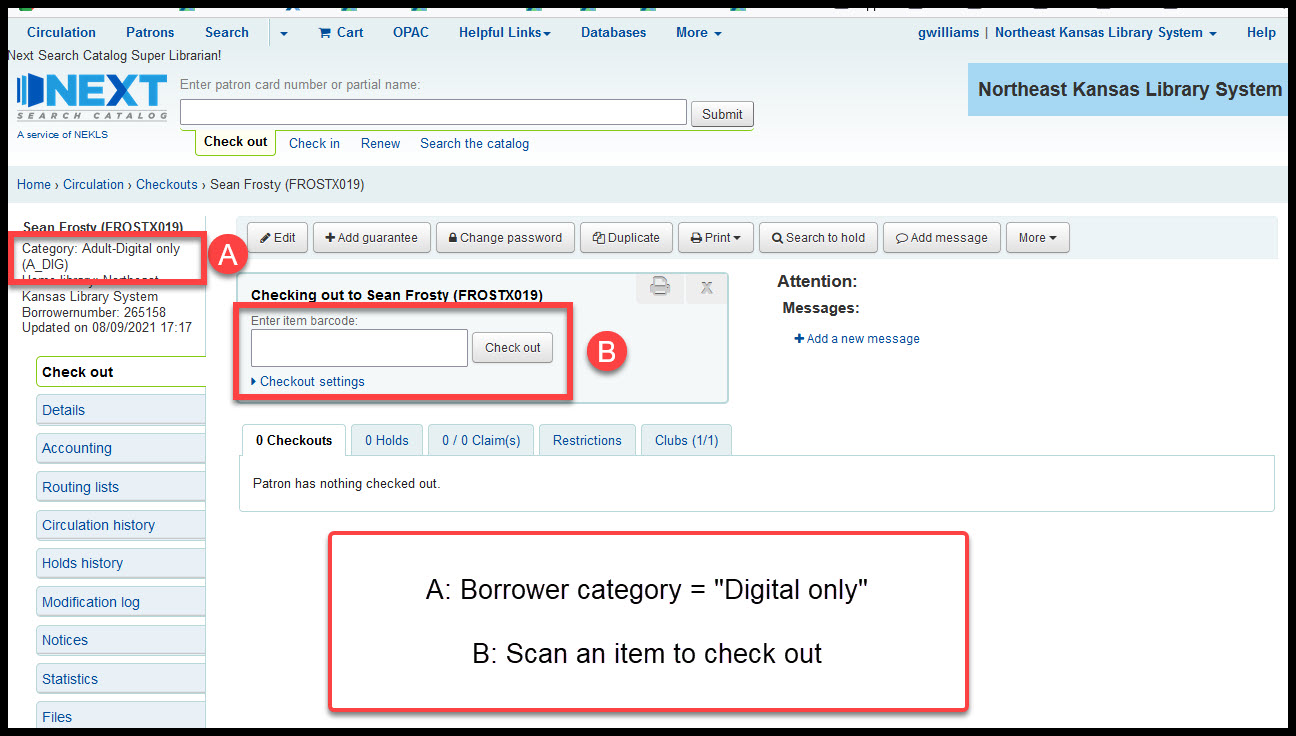 Circulation Patrons Search Cart OPAC Helpful Links Databases More gwilliams | Northeast Kansas Library System Help
Next Search Catalog Super Librarian!
NEXT
SEARCH CATALOG
A service of NEKLS
Enter patron card number or partial name:
Submit
Check out Check in Renew Search the catalog
Northeast Kansas Library System
Home › Circulation › Checkouts › Sean Frosty (FROSTX019)
Sean Frosty (FROSTX019)
Category: Adult-Digital only
(A_DIG)
Home library: Northeast
Kansas Library System
Borrowernumber: 265158
Updated on 08/09/2021 17:17
A
Check out
Details
Accounting
Routing lists
Circulation history
Holds history
Modification log
Notices
Statistics
Files
Edit Add guarantee Change password Duplicate Print Search to hold Add message More
Checking out to Sean Frosty (FROSTX019)
X
Enter item barcode:
Check out
Checkout settings
B
Attention:
Messages:
Add a new message
0 Checkouts 0 Holds 0 / 0 Claim(s) Restrictions Clubs (1/1)
Patron has nothing checked out.
A: Borrower category = "Digital only"
B: Scan an item to check out